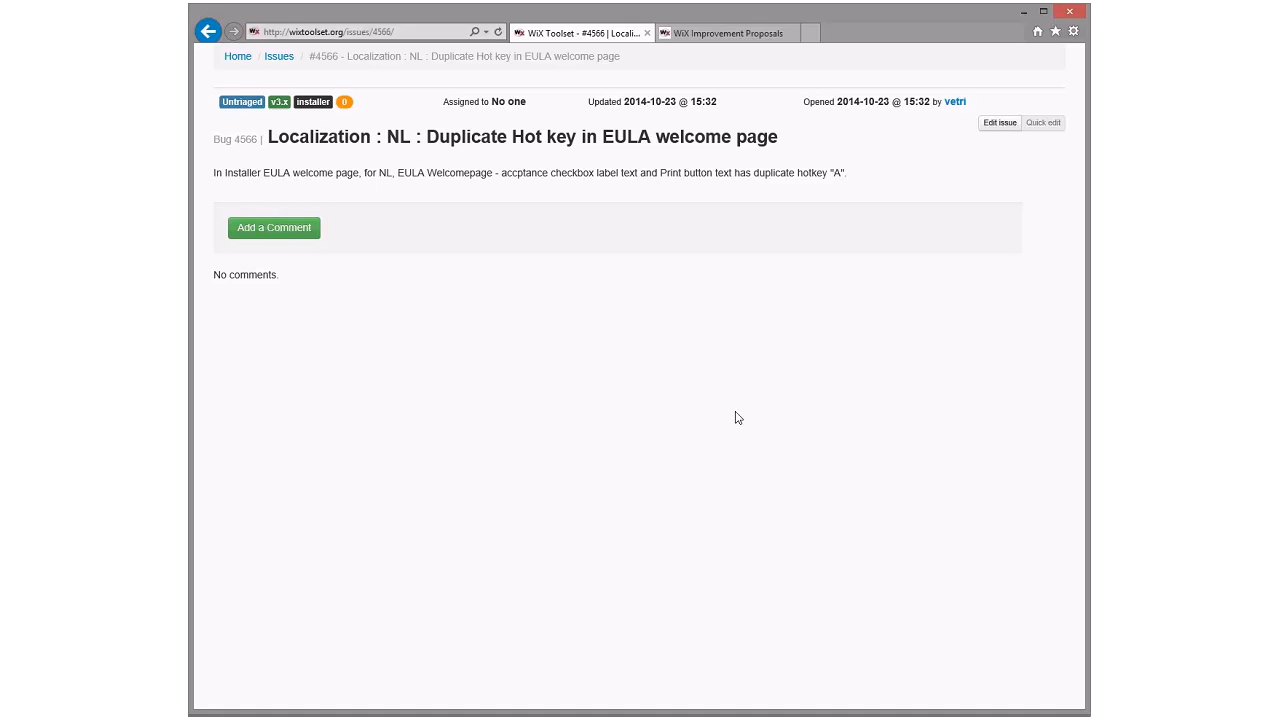 http://wixtoolset.org/issues/4566/
WiX Toolset - #4566 | Locali...
WiX Improvement Proposals
Home / Issues / #4566 - Localization : NL : Duplicate Hot key in EULA welcome page
Untriaged v3.x installer 0 Assigned to No one Updated 2014-10-23 @ 15:32 Opened 2014-10-23 @ 15:32 by vetri
Edit issue Quick edit
Bug 4566 | Localization : NL : Duplicate Hot key in EULA welcome page
In Installer EULA welcome page, for NL, EULA Welcomepage - accptance checkbox label text and Print button text has duplicate hotkey "A".
Add a Comment
No comments.